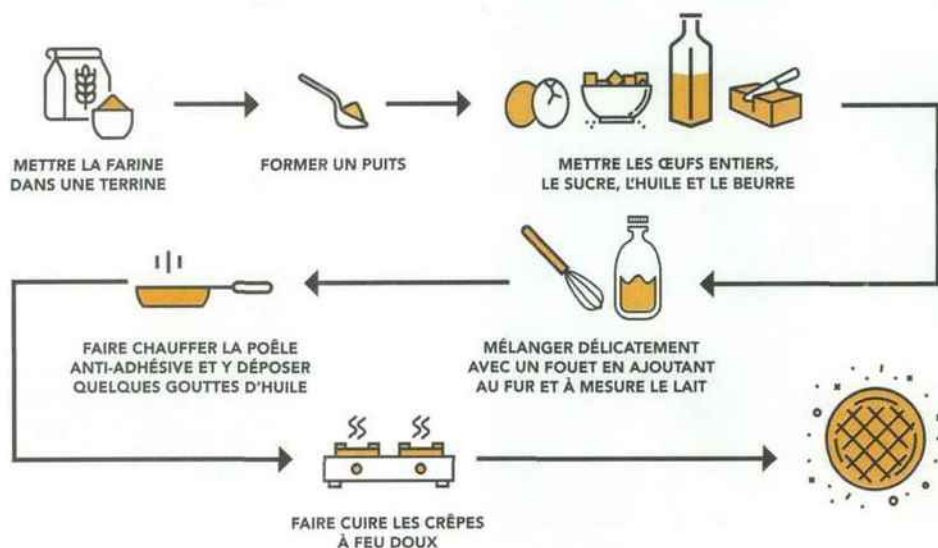 METTRE LA FARINE
DANS UNE TERRINE
FORMER UN PUITS
METTRE LES ŒUFS ENTIERS,
LE SUCRE, L'HUILE ET LE BEURRE
MÉLANGER DÉLICATEMENT
AVEC UN FOUET EN AJOUTANT
AU FUR ET À MESURE LE LAIT
FAIRE CHAUFFER LA POÊLE
ANTI-ADHÉSIVE ET Y DÉPOSER
QUELQUES GOUTTES D'HUILE
FAIRE CUIRE LES CRÊPES
À FEU DOUX